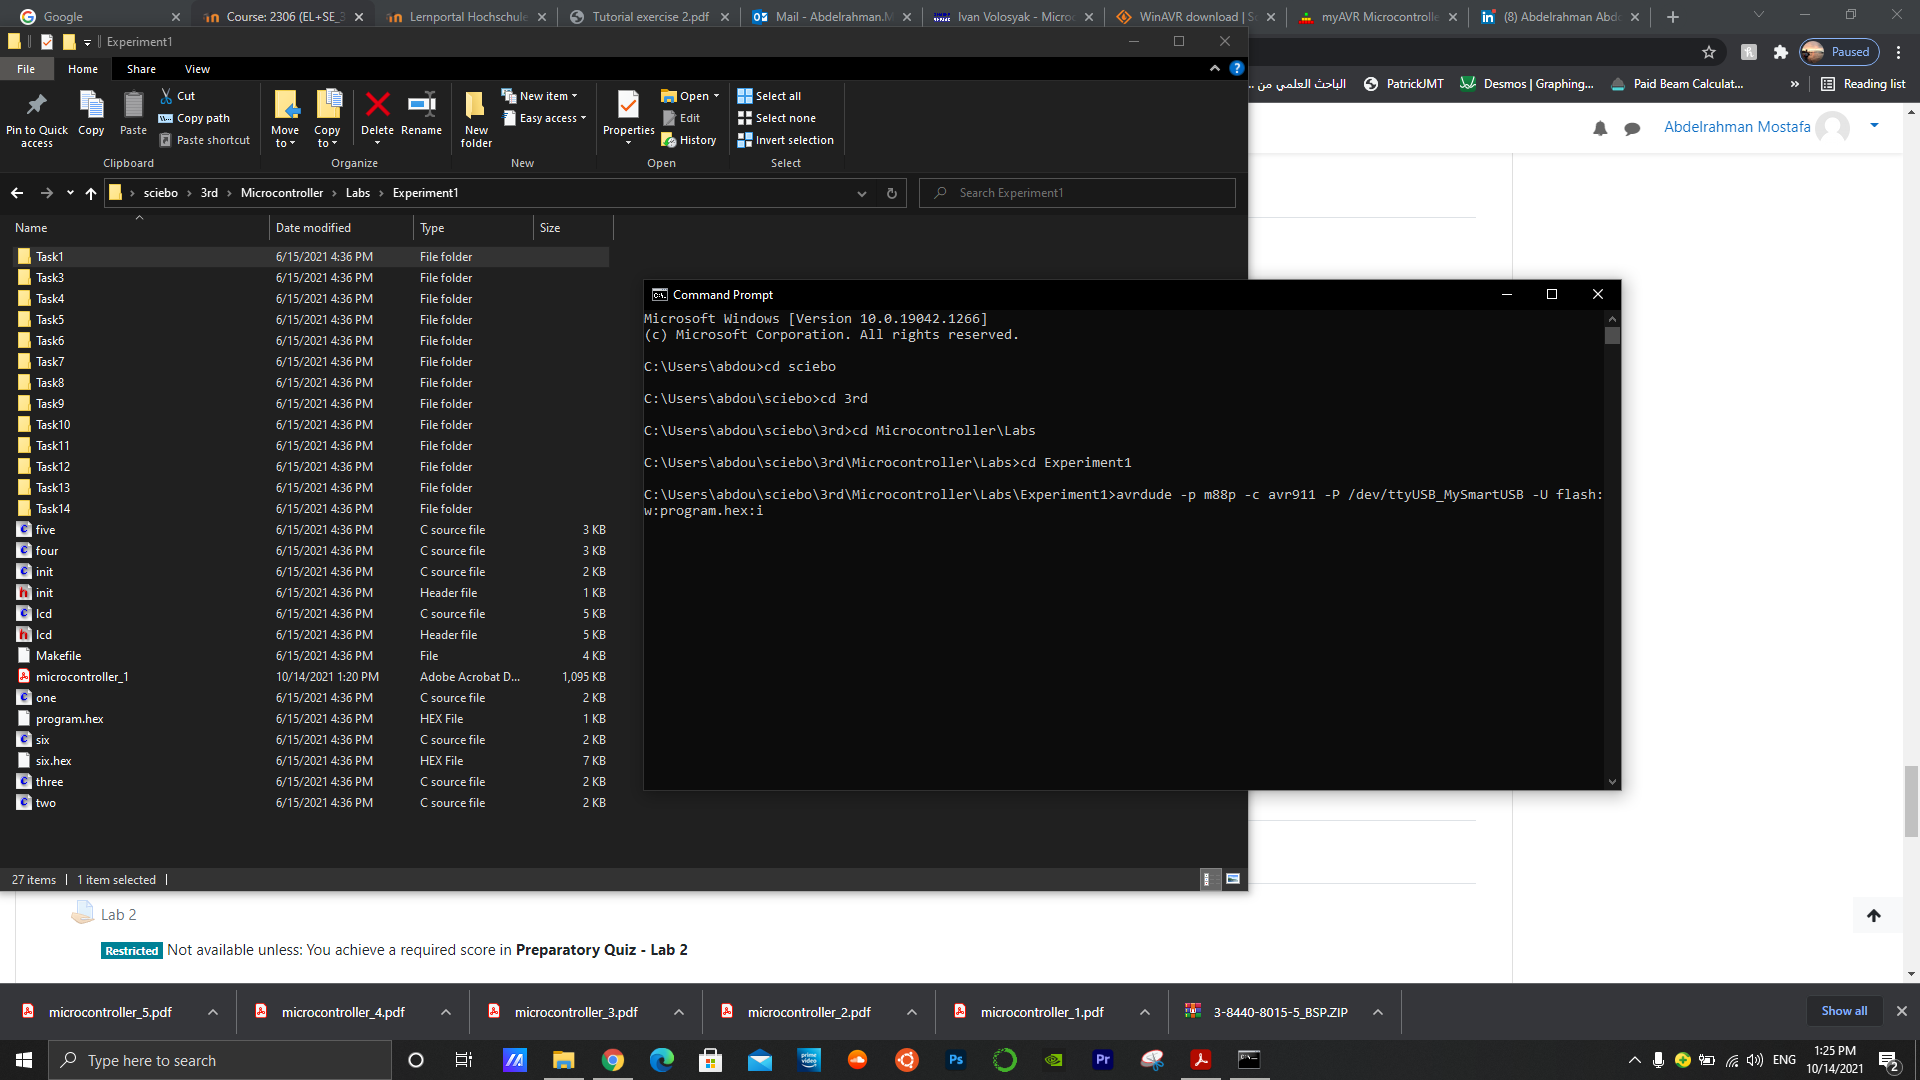 Google
Course: 2306 (EL+SE_3
Lernportal Hochschule
Tutorial exercise 2.pdf
Mail - Abdelrahman.M
Ivan Volosyak - Microc
WinAVR download | So
myAVR Microcontrolle
(8) Abdelrahman Abdo
Experiment1
Paused
File Home Share View
الباحث العلمي من ...
PatrickJMT
Desmos | Graphing...
Paid Beam Calculat...
»
Reading list
Pin to Quick access
Copy
Paste
Cut
Copy path
Paste shortcut
Move to
Copy to
Delete
Rename
New folder
New item
Easy access
Properties
Open
Edit
History
Select all
Select none
Invert selection
Clipboard Organize New Open Select
Abdelrahman Mostafa
sciebo > 3rd > Microcontroller > Labs > Experiment1
Search Experiment1
Name Date modified Type Size
Task1 6/15/2021 4:36 PM File folder
Task3 6/15/2021 4:36 PM File folder
Task4 6/15/2021 4:36 PM File folder
Task5 6/15/2021 4:36 PM File folder
Task6 6/15/2021 4:36 PM File folder
Task7 6/15/2021 4:36 PM File folder
Task8 6/15/2021 4:36 PM File folder
Task9 6/15/2021 4:36 PM File folder
Task10 6/15/2021 4:36 PM File folder
Task11 6/15/2021 4:36 PM File folder
Task12 6/15/2021 4:36 PM File folder
Task13 6/15/2021 4:36 PM File folder
Task14 6/15/2021 4:36 PM File folder
five 6/15/2021 4:36 PM C source file 3 KB
four 6/15/2021 4:36 PM C source file 3 KB
init 6/15/2021 4:36 PM C source file 2 KB
init 6/15/2021 4:36 PM Header file 1 KB
lcd 6/15/2021 4:36 PM C source file 5 KB
lcd 6/15/2021 4:36 PM Header file 5 KB
Makefile 6/15/2021 4:36 PM File 4 KB
microcontroller_1 10/14/2021 1:20 PM Adobe Acrobat D... 1,095 KB
one 6/15/2021 4:36 PM C source file 2 KB
program.hex 6/15/2021 4:36 PM HEX File 1 KB
six 6/15/2021 4:36 PM C source file 2 KB
six.hex 6/15/2021 4:36 PM HEX File 7 KB
three 6/15/2021 4:36 PM C source file 2 KB
two 6/15/2021 4:36 PM C source file 2 KB
27 items | 1 item selected |
Command Prompt
Microsoft Windows [Version 10.0.19042.1266]
(c) Microsoft Corporation. All rights reserved.
C:\Users\abdou>cd sciebo
C:\Users\abdou\sciebo>cd 3rd
C:\Users\abdou\sciebo\3rd>cd Microcontroller\Labs
C:\Users\abdou\sciebo\3rd\Microcontroller\Labs>cd Experiment1
C:\Users\abdou\sciebo\3rd\Microcontroller\Labs\Experiment1>avrdude -p m88p -c avr911 -P /dev/ttyUSB_MySmartUSB -U flash:
w:program.hex:i
Lab 2
Restricted Not available unless: You achieve a required score in Preparatory Quiz - Lab 2
microcontroller_5.pdf
microcontroller_4.pdf
microcontroller_3.pdf
microcontroller_2.pdf
microcontroller_1.pdf
3-8440-8015-5_BSP.ZIP
Show all
Type here to search
Ps
Pr
ENG
1:25 PM
10/14/2021
2